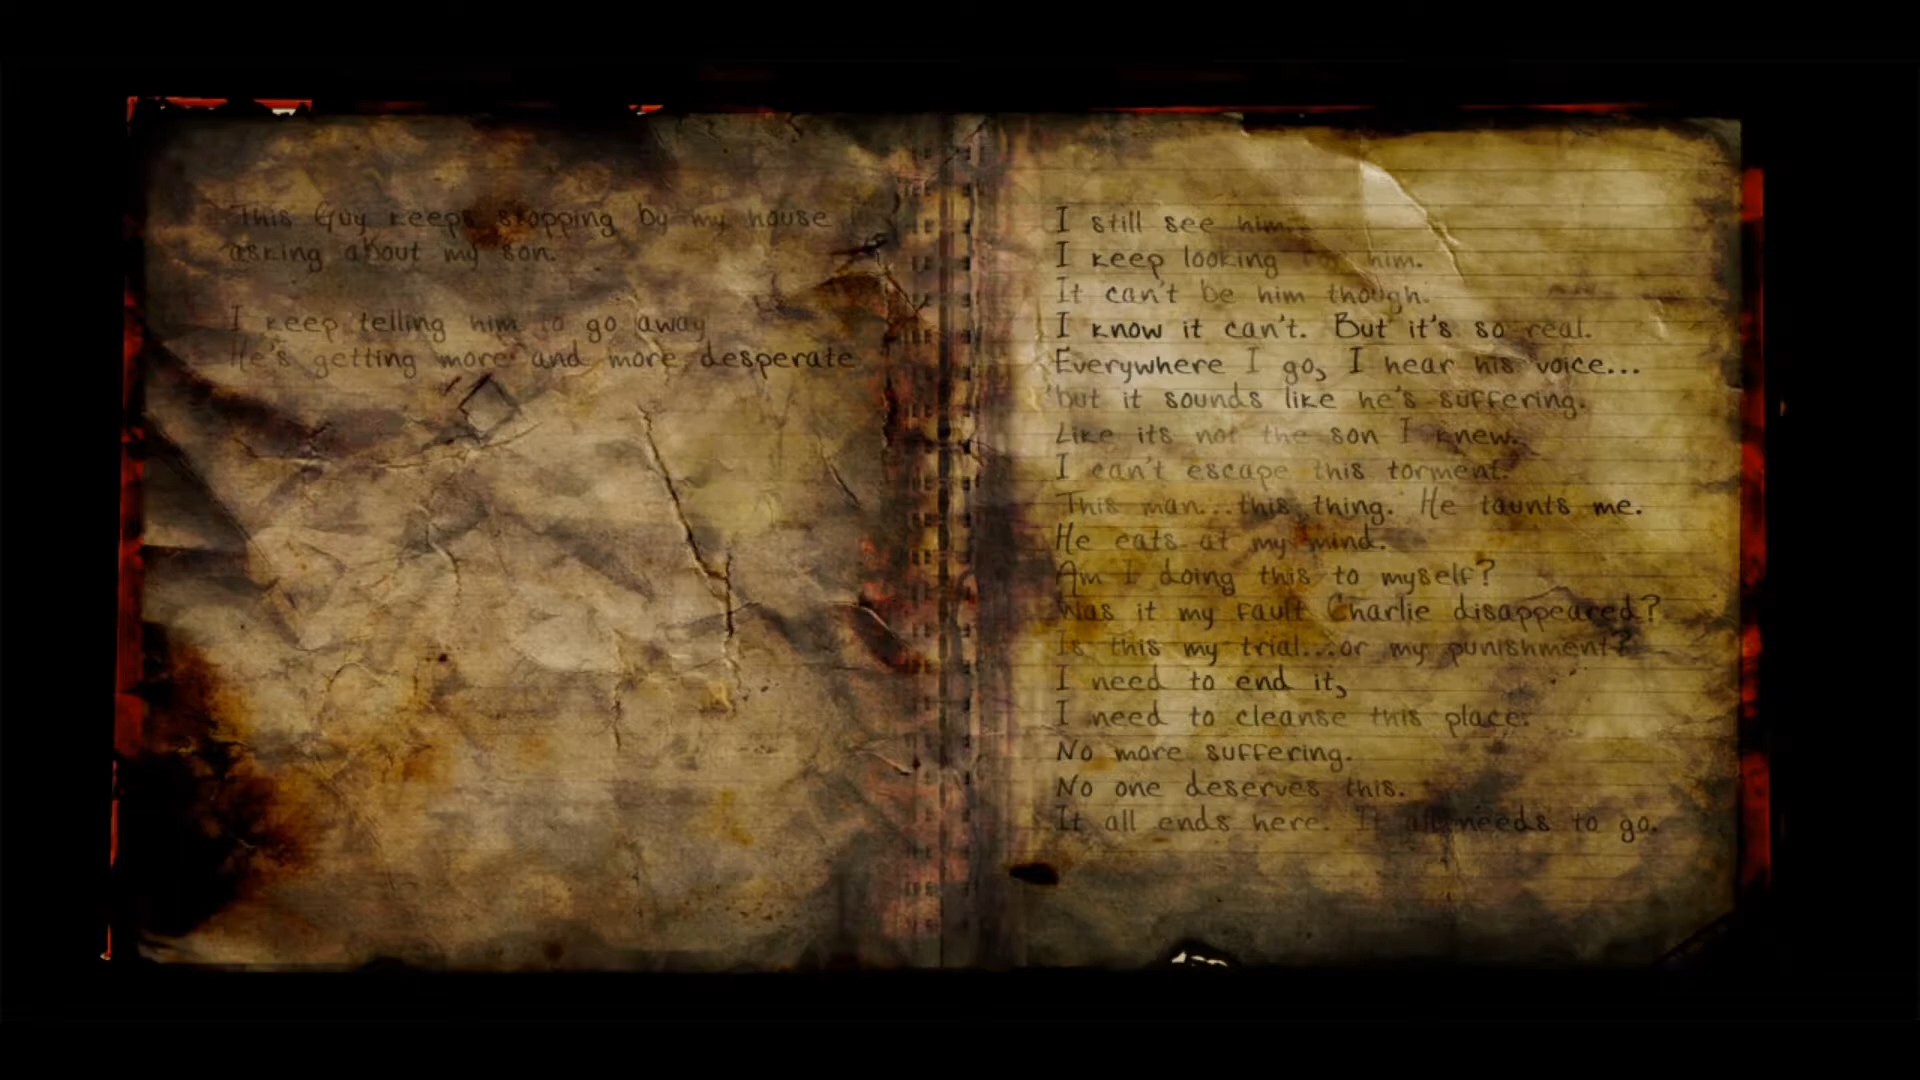 This Guy keeps stopping by my house
asking about my son.
I keep telling him to go away
He's getting more and more desperate
I still see him.
I keep looking for him.
It can't be him though.
I know it can't. But it's so real.
Everywhere I go, I hear his voice...
but it sounds like he's suffering.
Like its not the son I knew.
I can't escape this torment.
This man...this thing. He taunts me.
He eats at my mind.
Am I doing this to myself?
Was it my fault Charlie disappeared?
Is this my trial...or my punishment?
I need to end it,
I need to cleanse this place.
No more suffering.
No one deserves this.
It all ends here. It all needs to go.